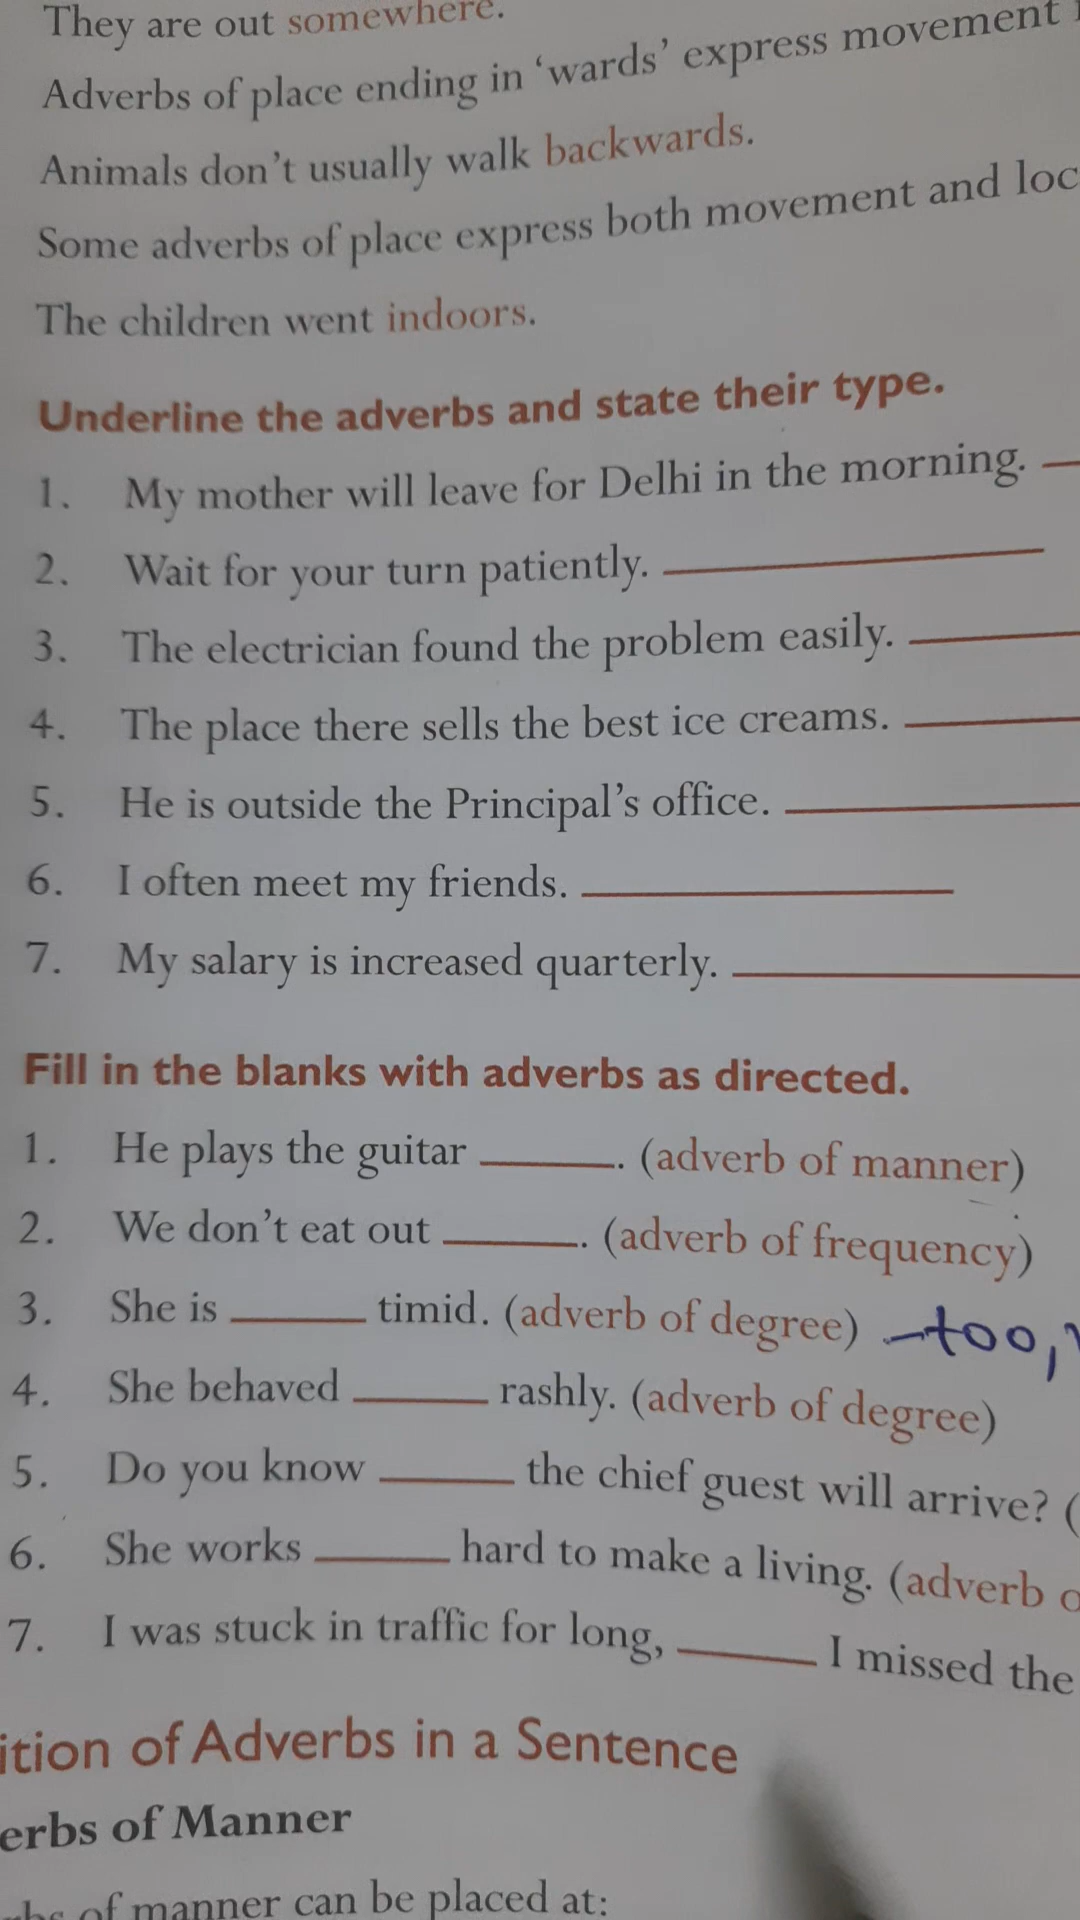 They are out somewhere.
Adverbs of place ending in ‘wards’ express movement
Animals don’t usually walk backwards.
Some adverbs of place express both movement and loc
The children went indoors.
Underline the adverbs and state their type.
1. My mother will leave for Delhi in the morning.
2. Wait for your turn patiently.
3. The electrician found the problem easily.
4. The place there sells the best ice creams.
5. He is outside the Principal’s office.
6. I often meet my friends.
7. My salary is increased quarterly.
Fill in the blanks with adverbs as directed.
1. He plays the guitar ______. (adverb of manner)
2. We don’t eat out ______. (adverb of frequency)
3. She is ______ timid. (adverb of degree) –too,
4. She behaved ______ rashly. (adverb of degree)
5. Do you know ______ the chief guest will arrive? (
6. She works ______ hard to make a living. (adverb o
7. I was stuck in traffic for long, ______ I missed the
ition of Adverbs in a Sentence
erbs of Manner
of manner can be placed at: